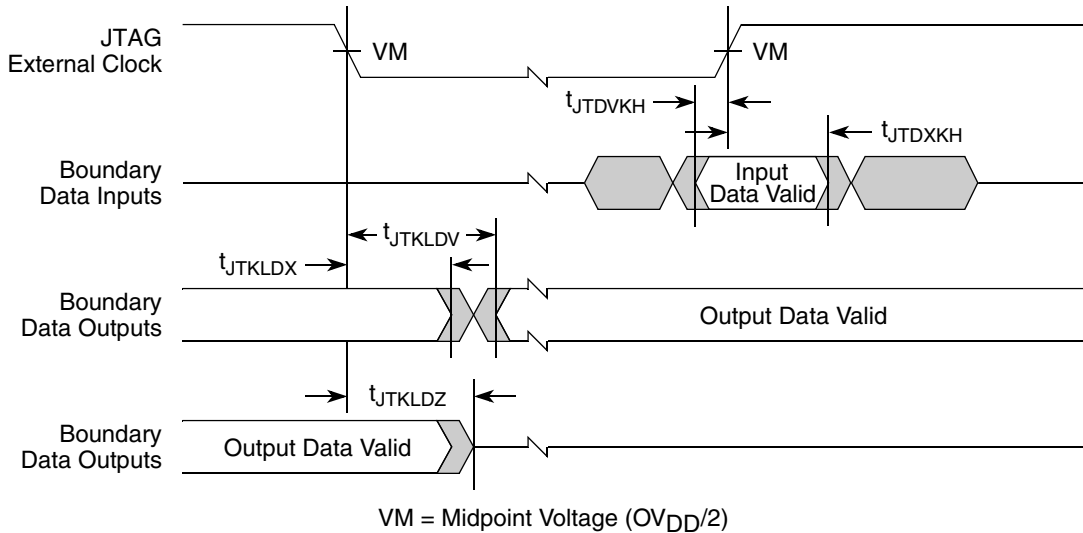 JTAG
External Clock
VM
VM
tJTDVKH
tJTDXKH
Boundary
Data Inputs
Input
Data Valid
tJTKLDV
tJTKLDX
Boundary
Data Outputs
Output Data Valid
tJTKLDZ
Boundary
Data Outputs
Output Data Valid
VM = Midpoint Voltage (OVDD/2)